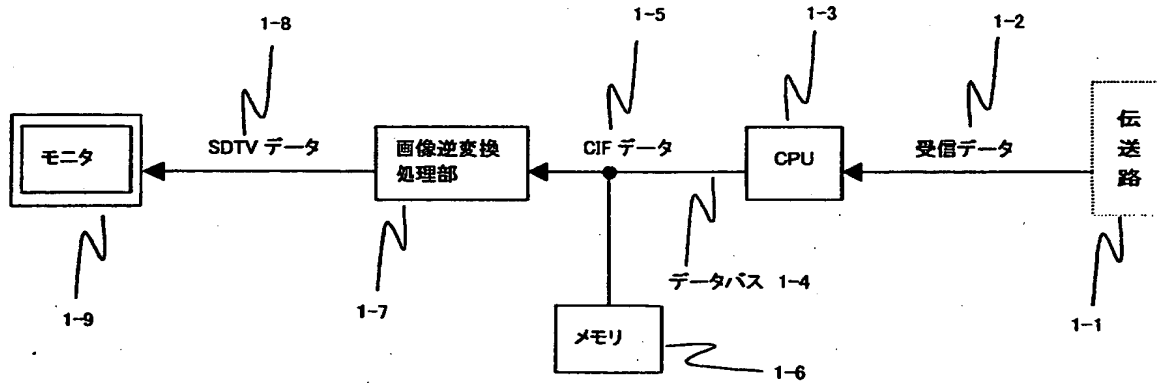 1-8
1-5
1-3
1-2
モニタ
SDTV データ
画像逆変換
処理部
CIF データ
CPU
受信データ
伝送路
1-9
1-7
データバス 1-4
メモリ
1-6
1-1